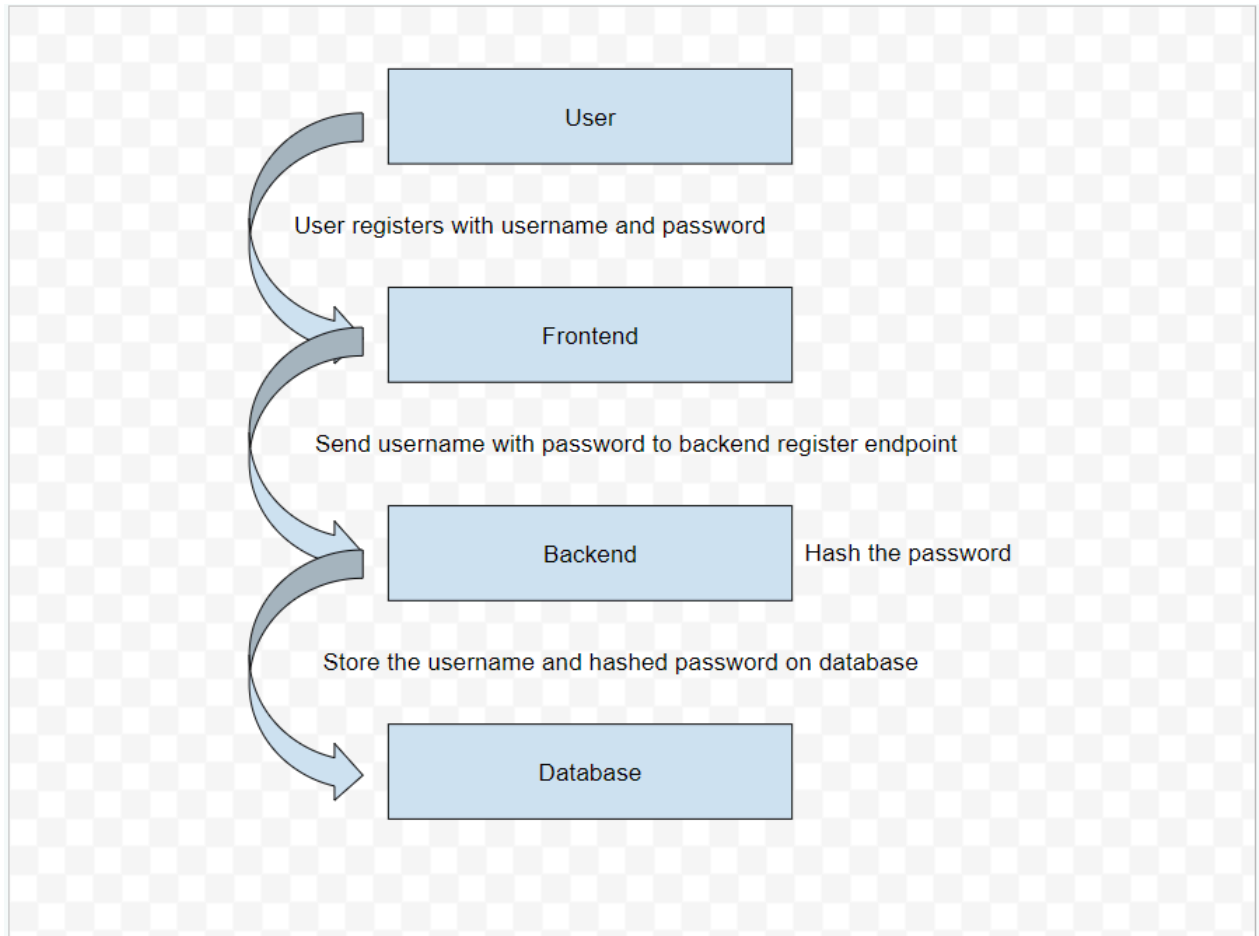 User
User registers with username and password
Frontend
Send username with password to backend register endpoint
Backend
Hash the password
Store the username and hashed password on database
Database